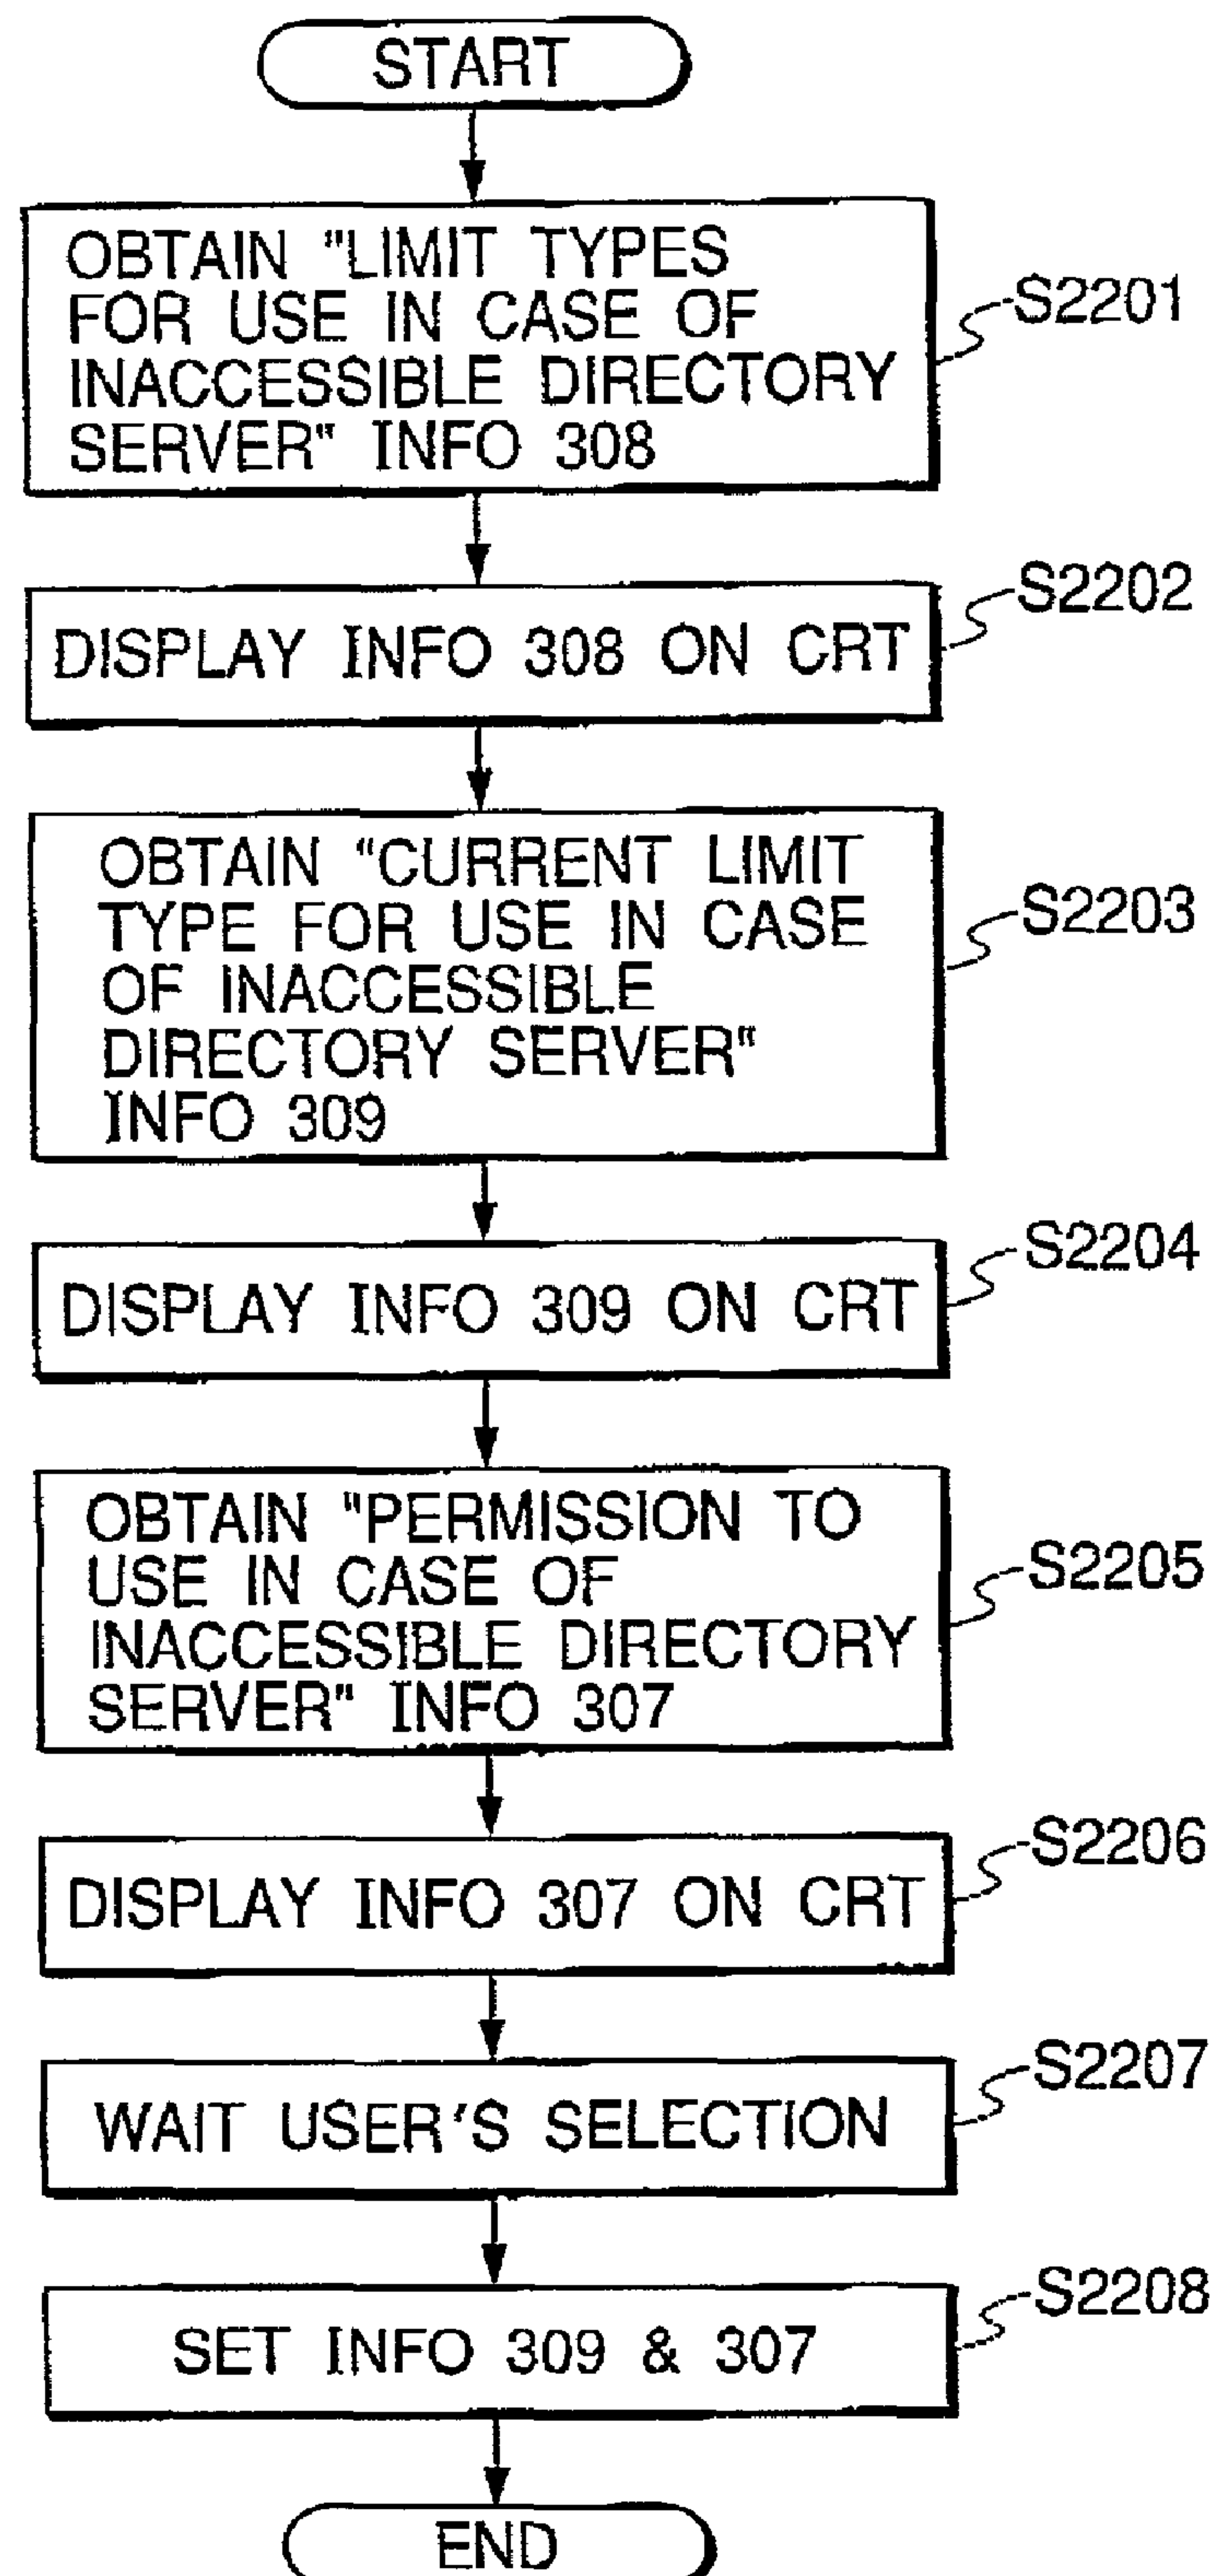 START
OBTAIN "LIMIT TYPES
FOR USE IN CASE OF
INACCESSIBLE DIRECTORY
SERVER" INFO 308
S2201
DISPLAY INFO 308 ON CRT
S2202
OBTAIN "CURRENT LIMIT
TYPE FOR USE IN CASE
OF INACCESSIBLE
DIRECTORY SERVER"
INFO 309
S2203
DISPLAY INFO 309 ON CRT
S2204
OBTAIN "PERMISSION TO
USE IN CASE OF
INACCESSIBLE DIRECTORY
SERVER" INFO 307
S2205
DISPLAY INFO 307 ON CRT
S2206
WAIT USER'S SELECTION
S2207
SET INFO 309 & 307
S2208
END